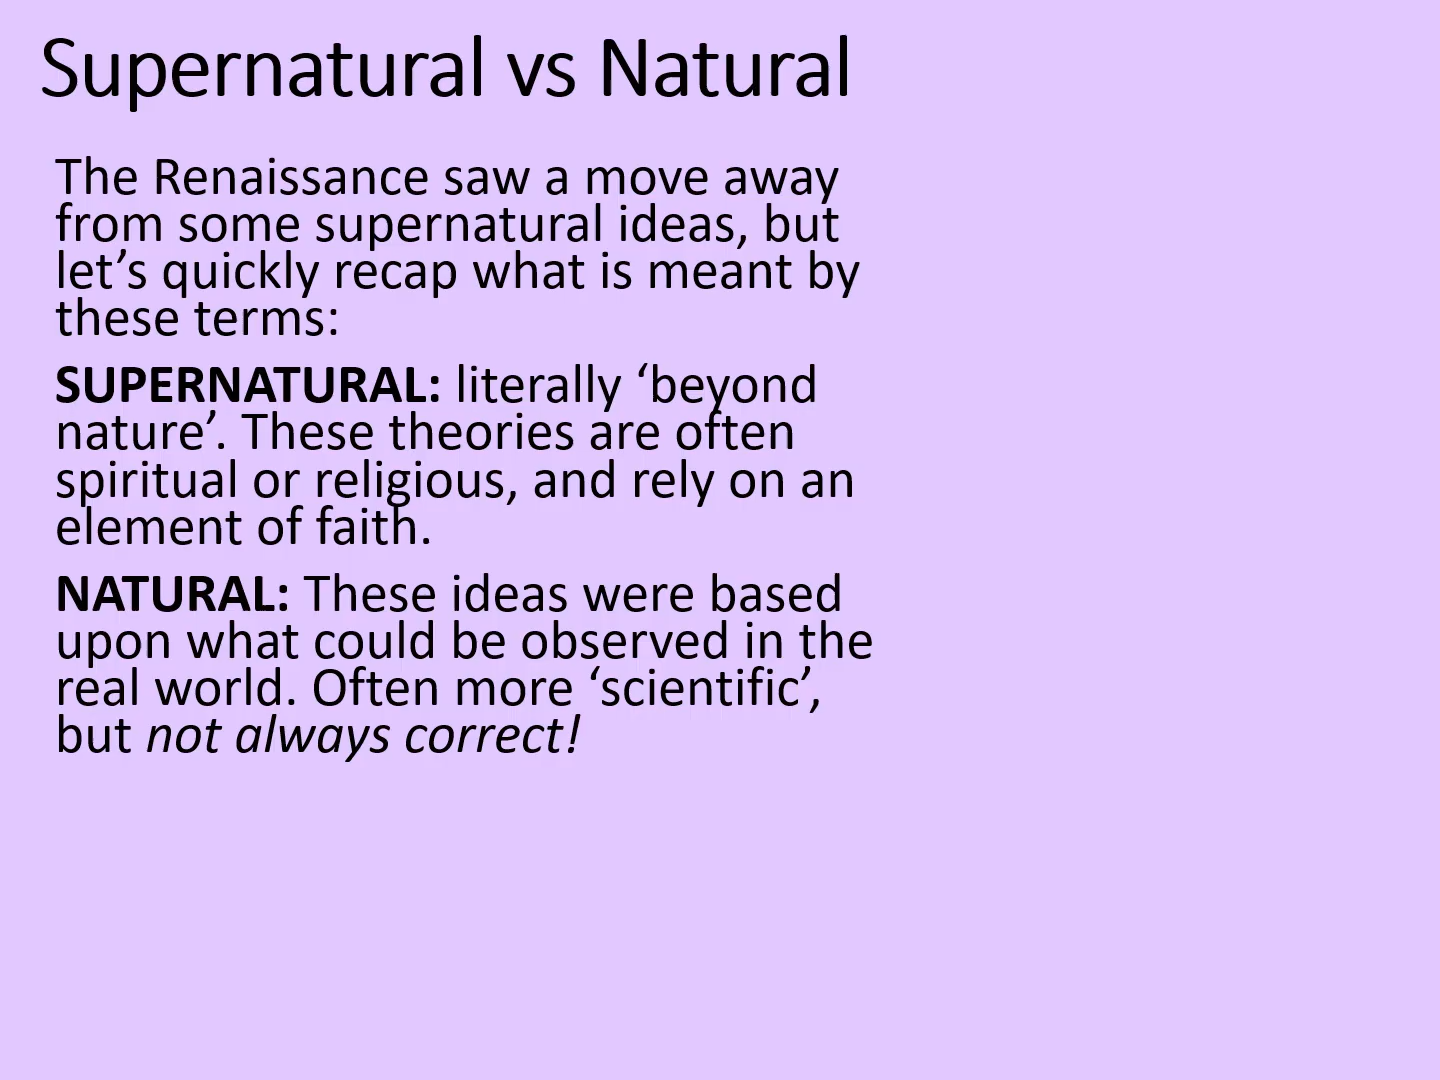 Supernatural vs Natural
The Renaissance saw a move away
from some supernatural ideas, but
let’s quickly recap what is meant by
these terms:
SUPERNATURAL: literally ‘beyond
nature’. These theories are often
spiritual or religious, and rely on an
element of faith.
NATURAL: These ideas were based
upon what could be observed in the
real world. Often more ‘scientific’,
but not always correct!